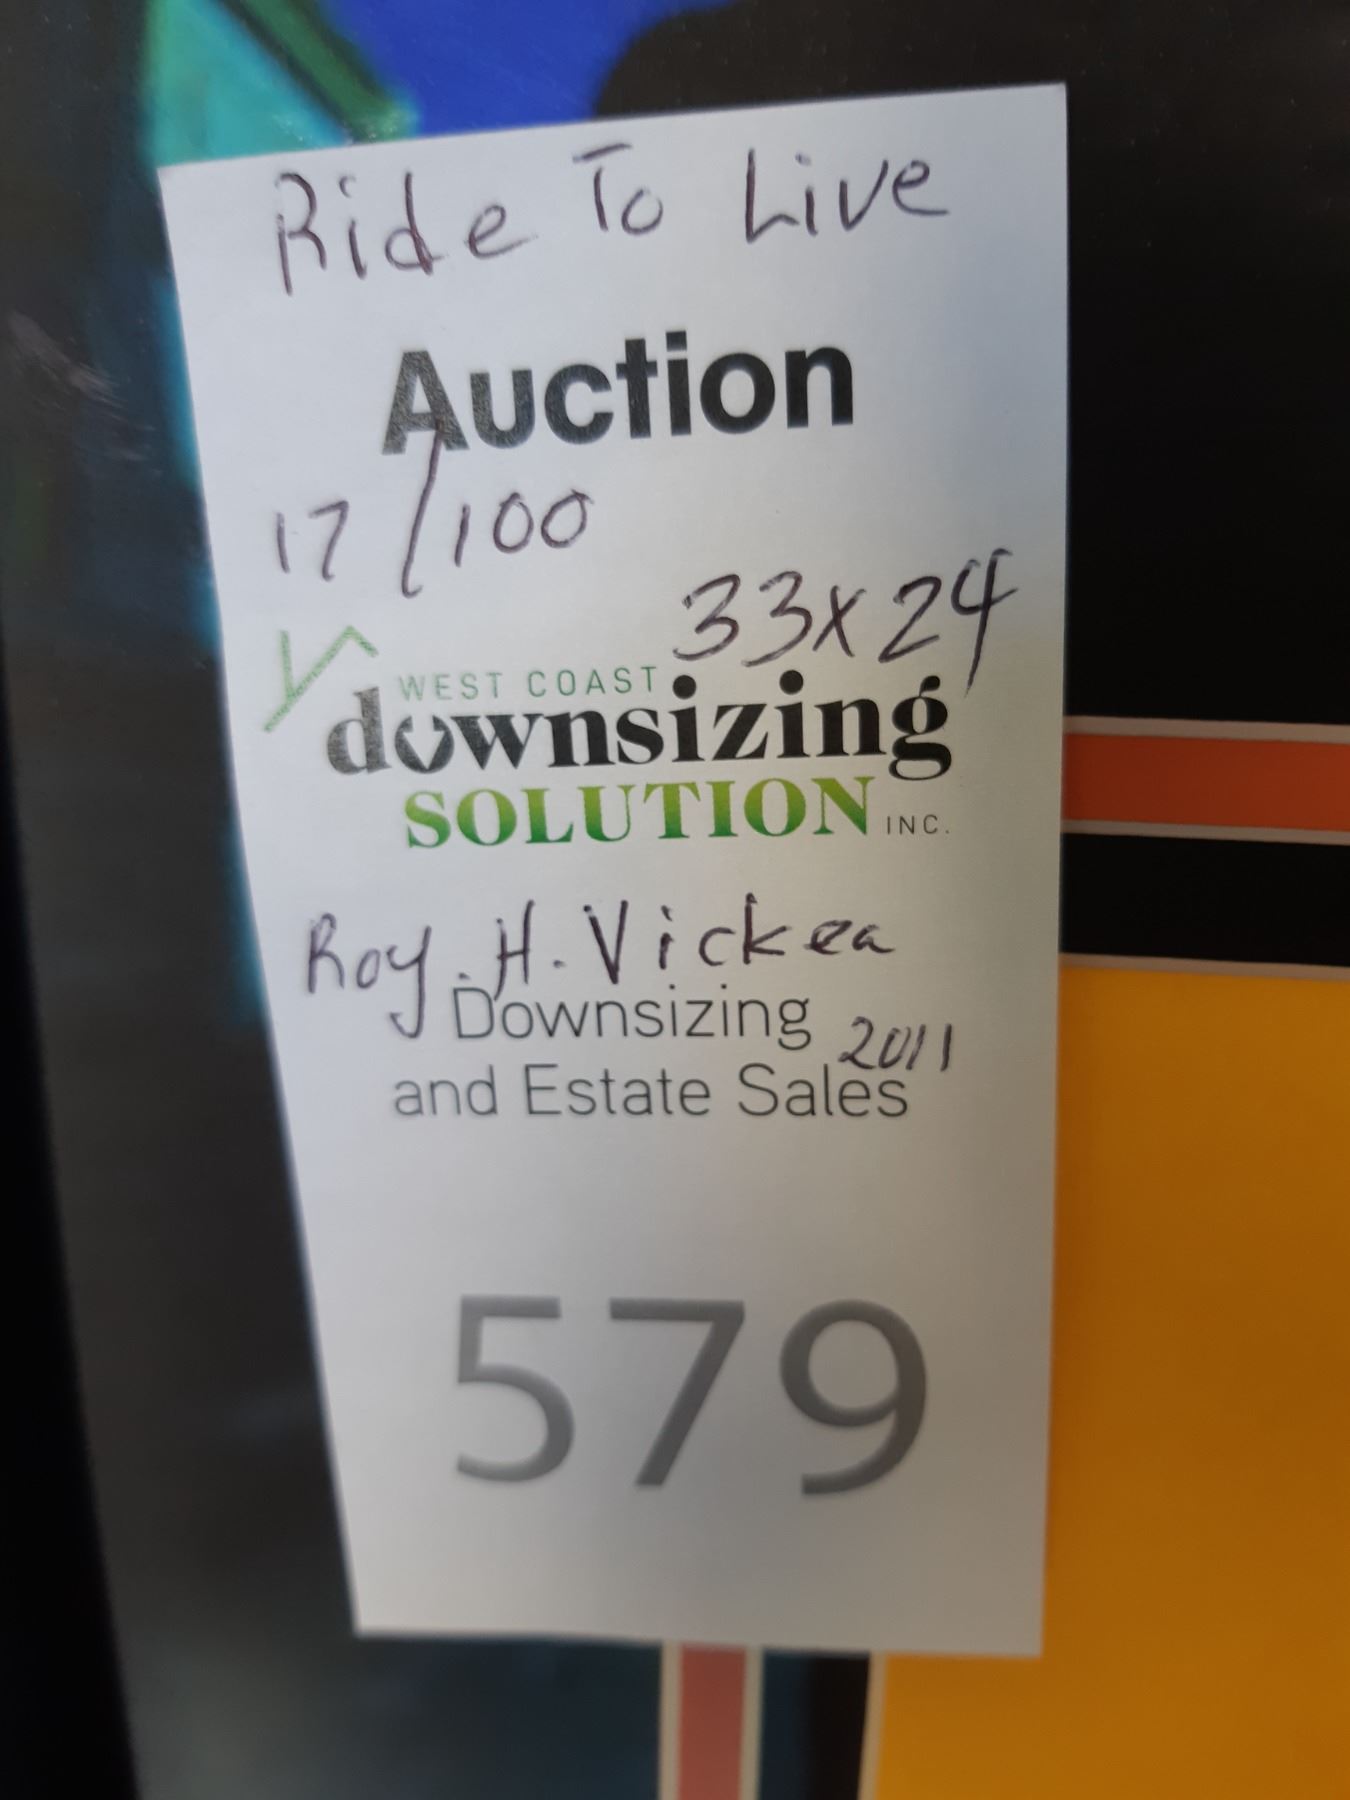 Ride To Live
Auction
17/100
33x24
WEST COAST
downsizing
SOLUTION INC.
Roy. H. Vickea
Downsizing
2011
and Estate Sales
579